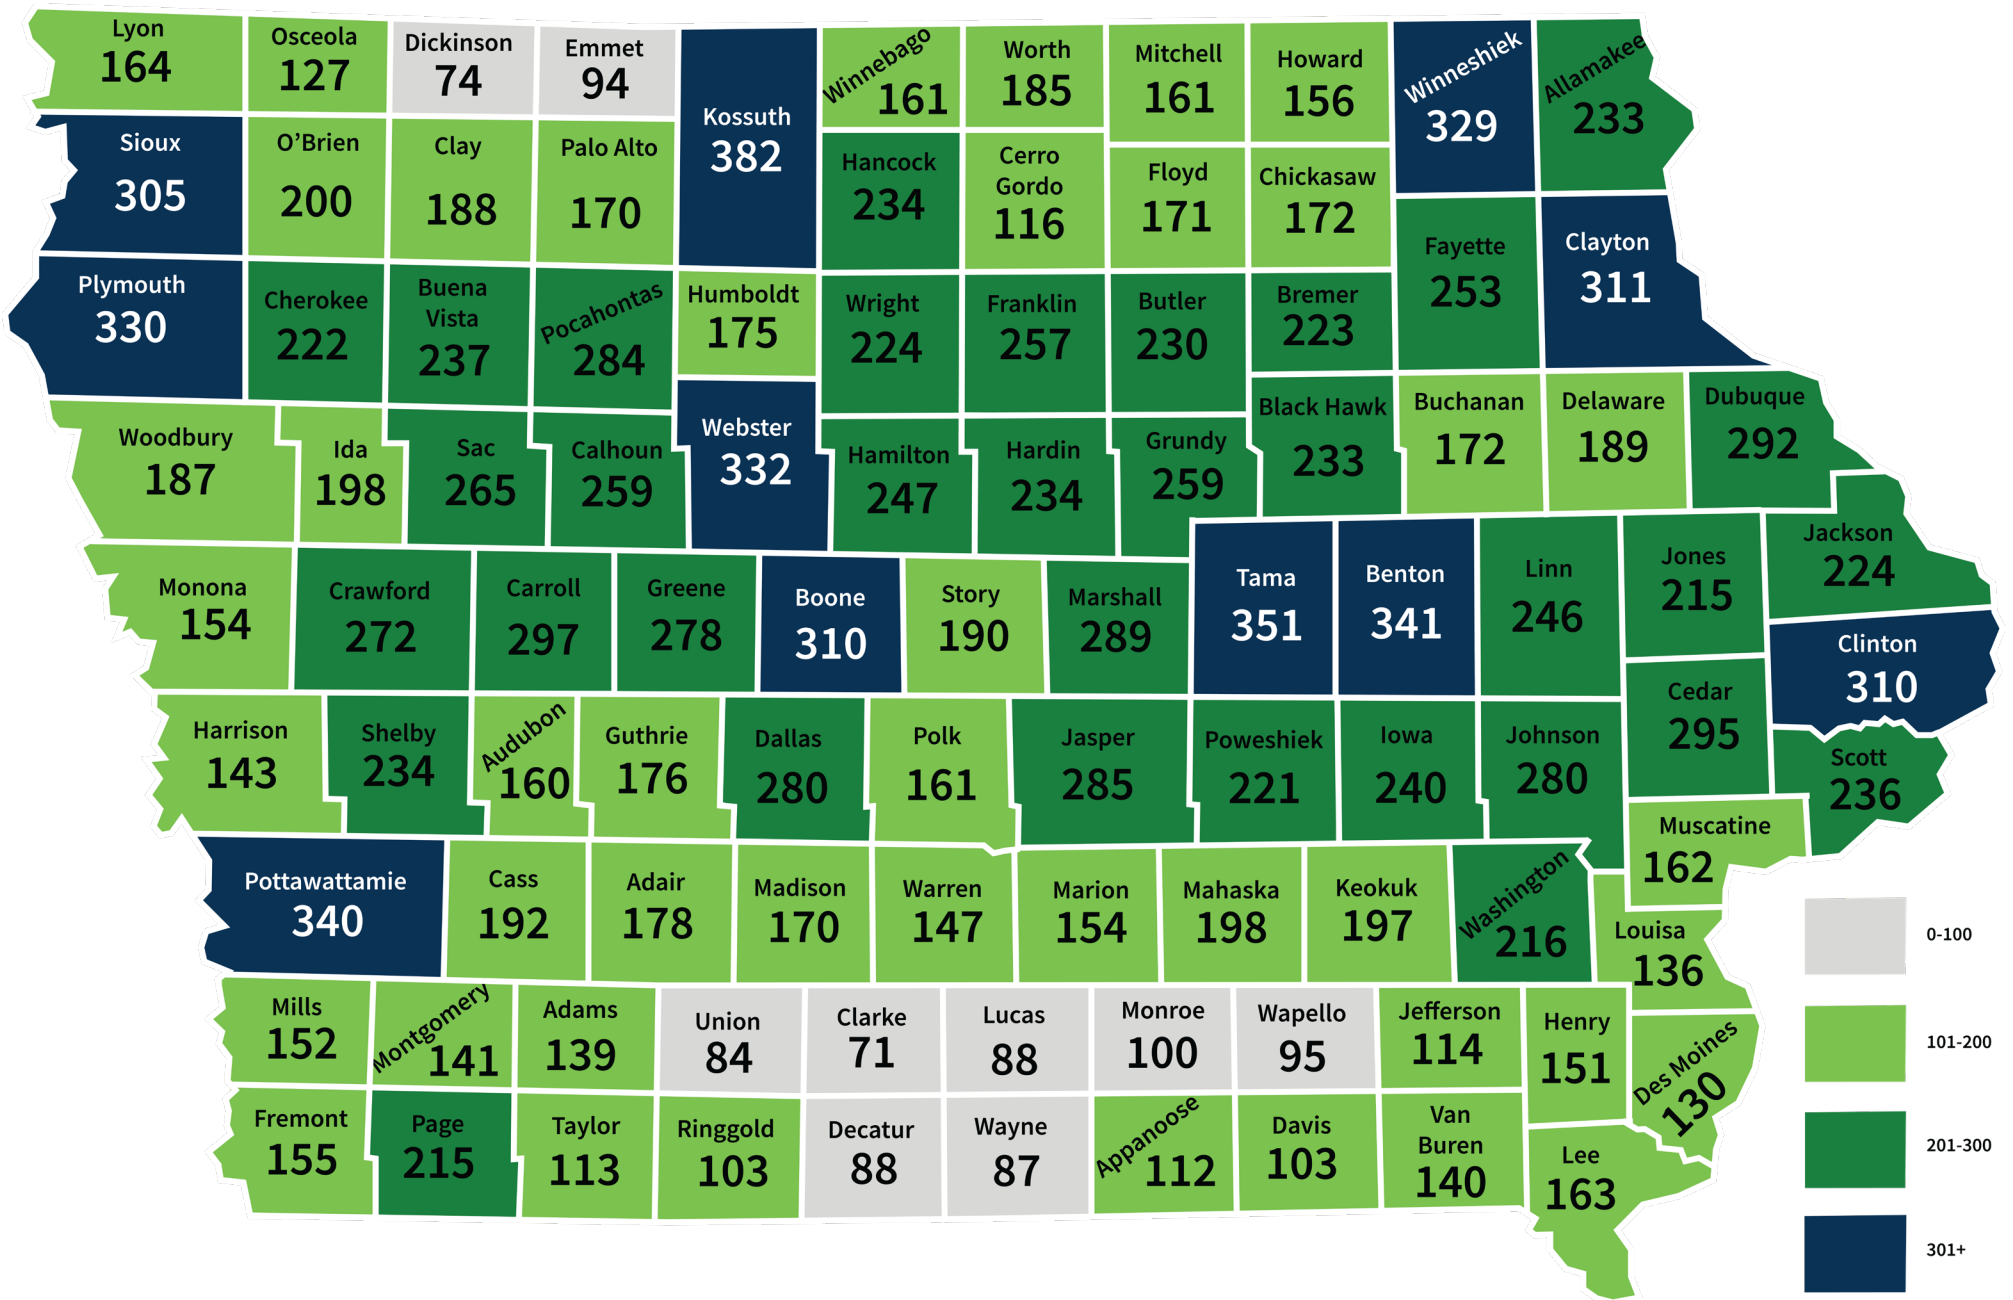 Lyon
164
Osceola
127
Dickinson
74
Emmet
94
Kossuth
382
Winnebago
161
Worth
185
Mitchell
161
Howard
156
Winneshiek
329
Allamakee
233
Sioux
305
O’Brien
200
Clay
188
Palo Alto
170
Hancock
234
Cerro
Gordo
116
Floyd
171
Chickasaw
172
Fayette
253
Clayton
311
Plymouth
330
Cherokee
222
Buena
Vista
237
Pocahontas
284
Humboldt
175
Wright
224
Franklin
257
Butler
230
Bremer
223
Woodbury
187
Ida
198
Sac
265
Calhoun
259
Webster
332
Hamilton
247
Hardin
234
Grundy
259
Black Hawk
233
Buchanan
172
Delaware
189
Dubuque
292
Monona
154
Crawford
272
Carroll
297
Greene
278
Boone
310
Story
190
Marshall
289
Tama
351
Benton
341
Linn
246
Jones
215
Jackson
224
Clinton
310
Harrison
143
Shelby
234
Audubon
160
Guthrie
176
Dallas
280
Polk
161
Jasper
285
Poweshiek
221
Iowa
240
Johnson
280
Cedar
295
Scott
236
Muscatine
162
Pottawattamie
340
Cass
192
Adair
178
Madison
170
Warren
147
Marion
154
Mahaska
198
Keokuk
197
Washington
216
Louisa
136
0-100
Mills
152
Montgomery
141
Adams
139
Union
84
Clarke
71
Lucas
88
Monroe
100
Wapello
95
Jefferson
114
Henry
151
Des Moines
130
101-200
Fremont
155
Page
215
Taylor
113
Ringgold
103
Decatur
88
Wayne
87
Appanoose
112
Davis
103
Van
Buren
140
Lee
163
201-300
301+